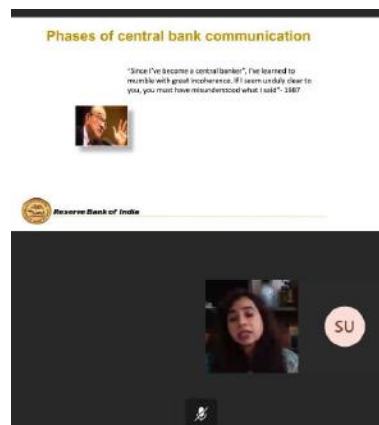 Phases of central bank communication
"Since I've become a central banker", I've learned to
mumble with great incoherence. If I seem unduly clear to
you, you must have misunderstood what I said"- 1987
Reserve Bank of India
SU